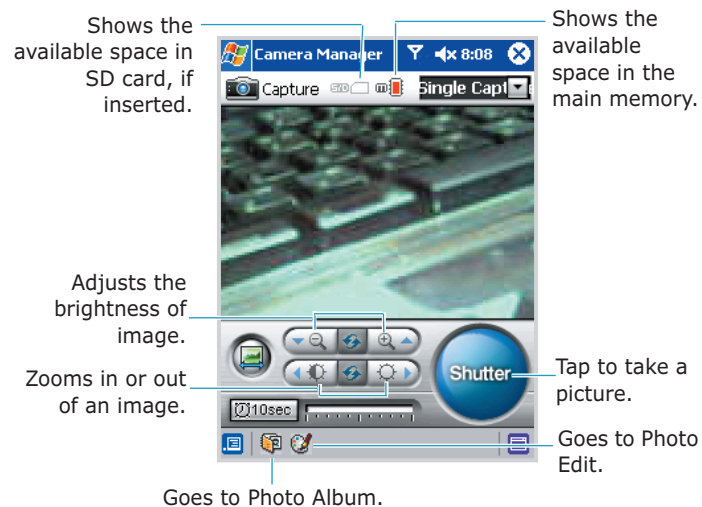 Shows the
available space in
SD card, if
inserted.
Shows the
available
space in the
main memory.
Camera Manager 8:08
Capture SD m Single Capt
Adjusts the
brightness of
image.
Zooms in or out
of an image.
Shutter
Tap to take a
picture.
10sec
Goes to Photo
Edit.
Goes to Photo Album.